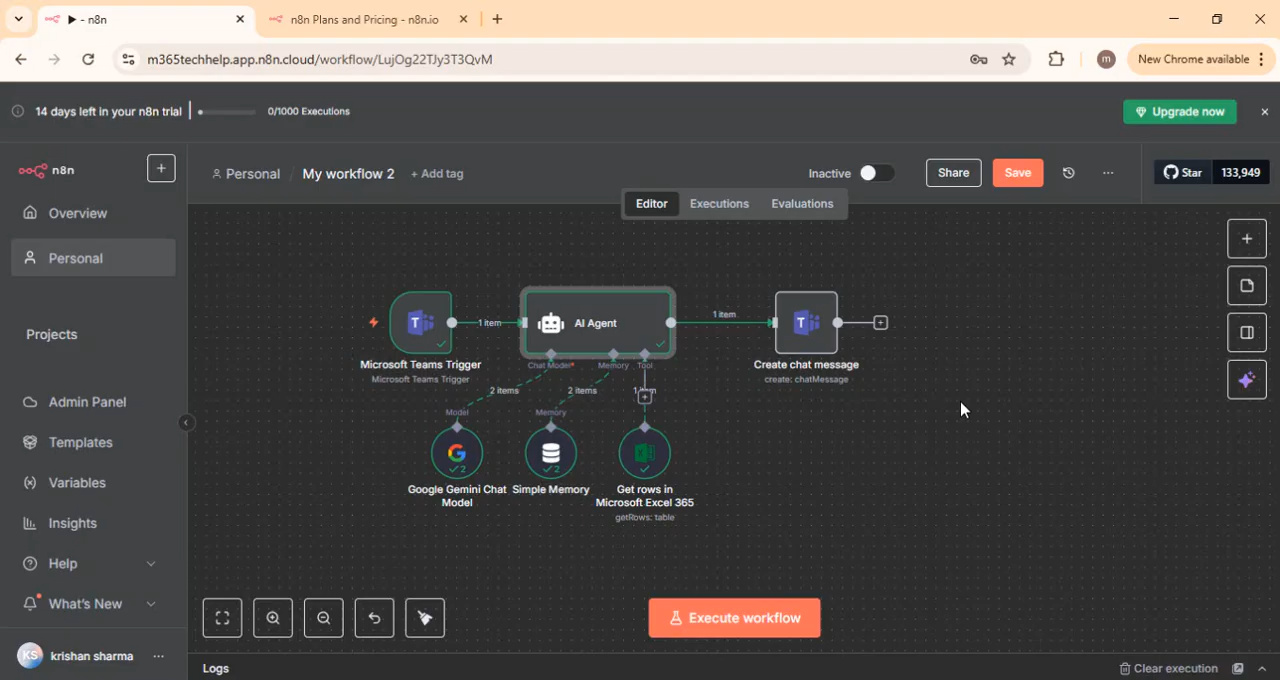 - n8n
n8n Plans and Pricing - n8n.io
m365techhelp.app.n8n.cloud/workflow/LujOg22TJy3T3QvM
m
New Chrome available
14 days left in your n8n trial
0/1000 Executions
Upgrade now
n8n
Personal / My workflow 2 + Add tag
Inactive
Share
Save
Star 133,949
Editor
Executions
Evaluations
Overview
Personal
Projects
Admin Panel
Templates
Variables
Insights
Help
What's New
KS krishan sharma
T
1 item
AI Agent
1 item
T
Microsoft Teams Trigger
Microsoft Teams Trigger
Chat Model*
Memory
Tool
Create chat message
create: chatMessage
2 items
2 items
1 item
Model
Memory
2
2
Google Gemini Chat
Model
Simple Memory
Get rows in
Microsoft Excel 365
getRows: table
Execute workflow
Logs
Clear execution